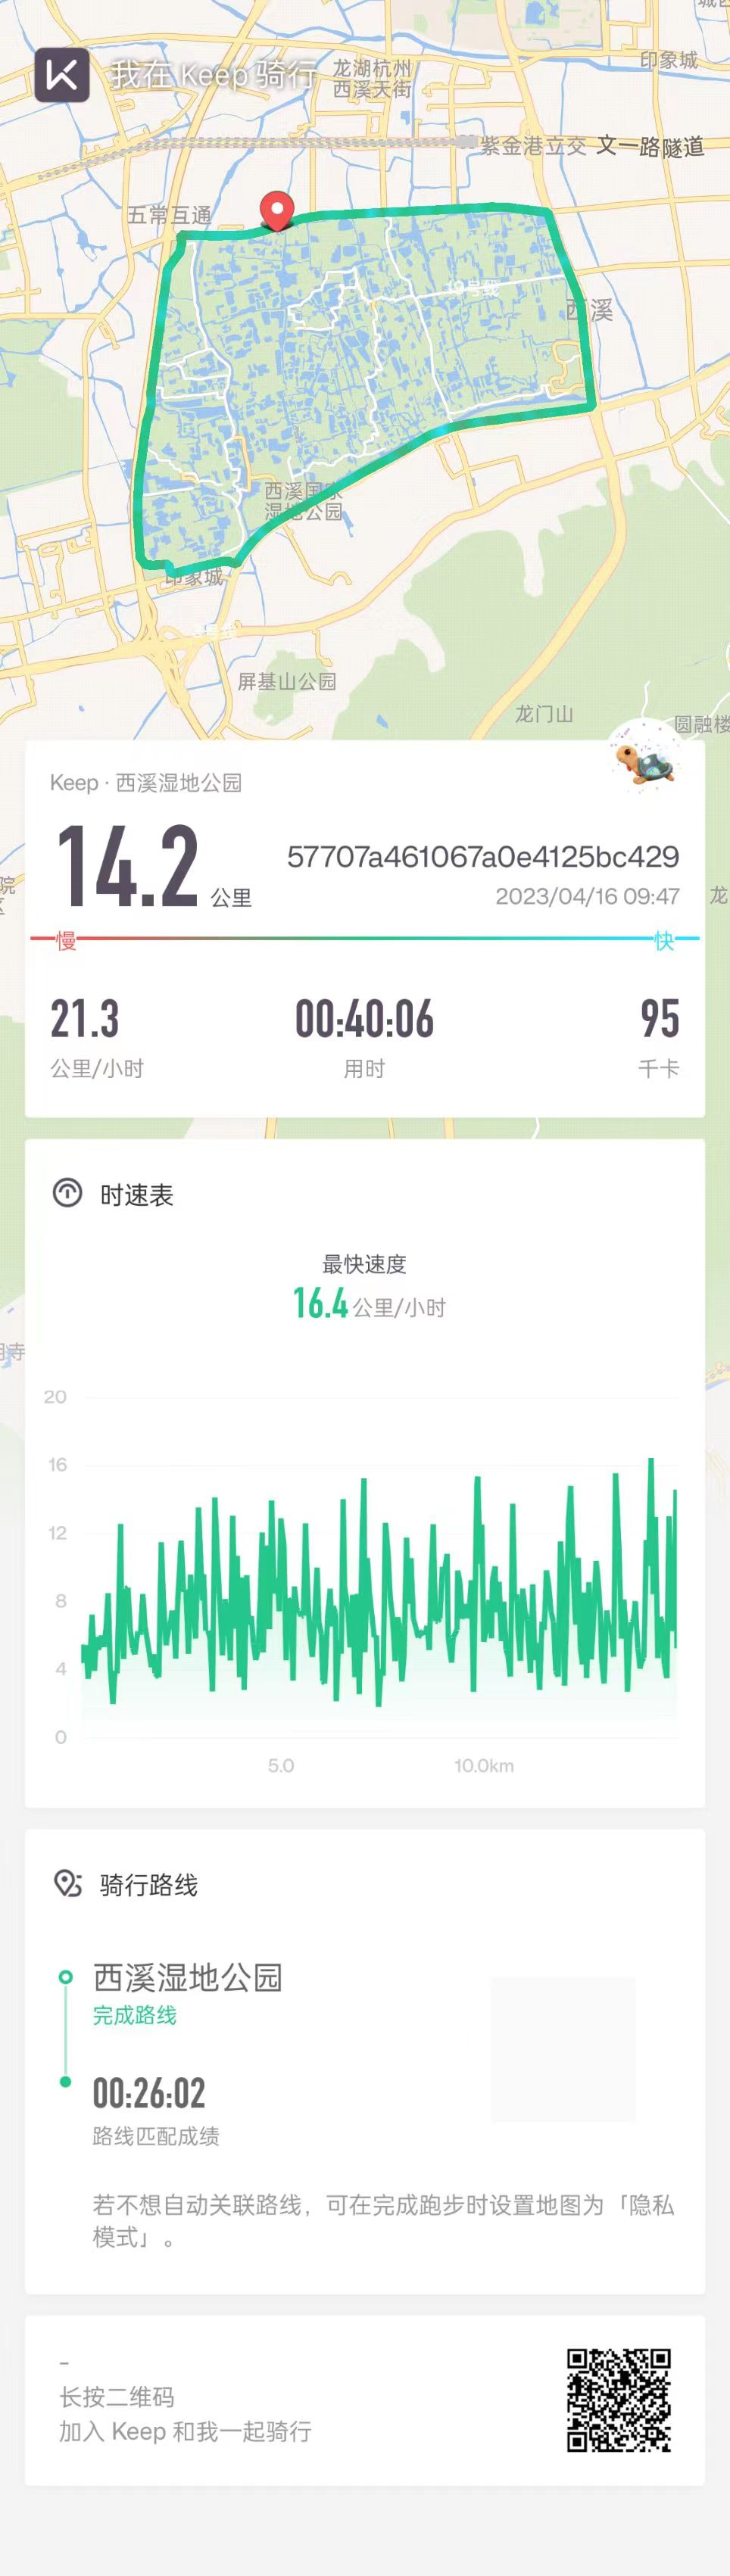 城西
印象城
我在 Keep 骑行
龙湖杭州
西溪天街
紫金港立交
文一路隧道
五常互通
19号线
西溪
西溪国家
湿地公园
印象城
屏基山公园
龙门山
圆融楼
Keep · 西溪湿地公园
14.2 公里
57707a461067a0e4125bc429
2023/04/16 09:47
院
龙
慢
快
21.3
00:40:06
95
公里/小时
用时
千卡
时速表
最快速度
16.4 公里/小时
寺
20
16
12
8
4
0
5.0
10.0km
骑行路线
西溪湿地公园
完成路线
00:26:02
路线匹配成绩
若不想自动关联路线，可在完成跑步时设置地图为「隐私
模式」。
-
长按二维码
加入 Keep 和我一起骑行